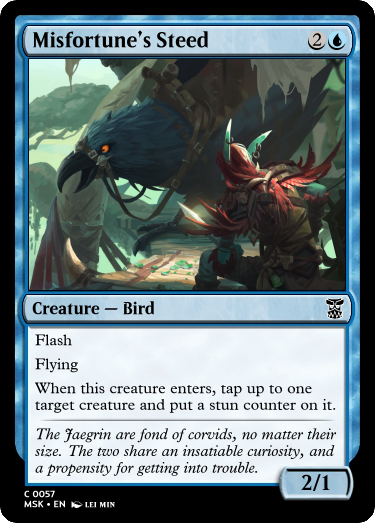 Misfortune's Steed 2
Creature — Bird
Flash
Flying
When this creature enters, tap up to one
target creature and put a stun counter on it.
The Jaegrin are fond of corvids, no matter their
size. The two share an insatiable curiosity, and
a propensity for getting into trouble.
2/1
C 0057
MSK • EN LEI MIN